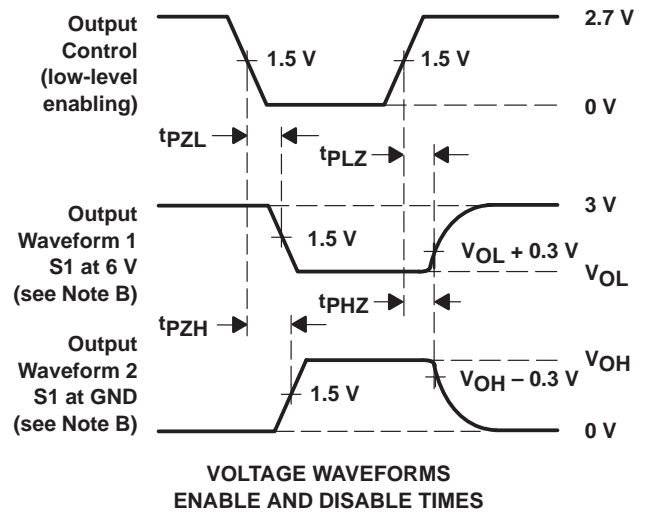 Output
Control
(low-level
enabling)
1.5 V
1.5 V
2.7 V
0 V
tPZL
tPLZ
Output
Waveform 1
S1 at 6 V
(see Note B)
3 V
1.5 V
VOL + 0.3 V
VOL
tPHZ
tPZH
Output
Waveform 2
S1 at GND
(see Note B)
VOH
VOH – 0.3 V
1.5 V
0 V
VOLTAGE WAVEFORMS
ENABLE AND DISABLE TIMES